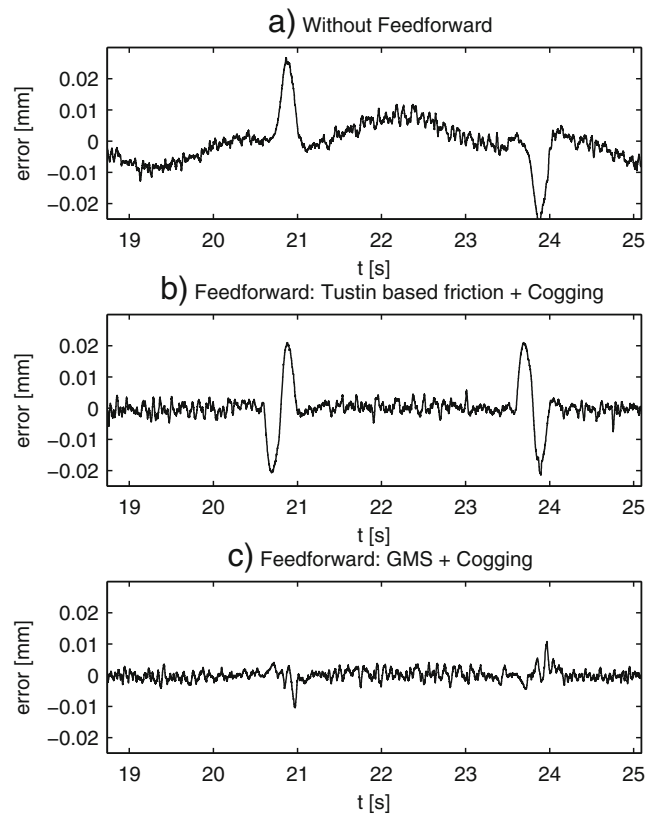 a) Without Feedforward
0.02
0.01
0
−0.01
−0.02
error [mm]
19 20 21 22 23 24 25
t [s]
b) Feedforward: Tustin based friction + Cogging
0.02
0.01
0
−0.01
−0.02
error [mm]
19 20 21 22 23 24 25
t [s]
c) Feedforward: GMS + Cogging
0.02
0.01
0
−0.01
−0.02
error [mm]
19 20 21 22 23 24 25
t [s]